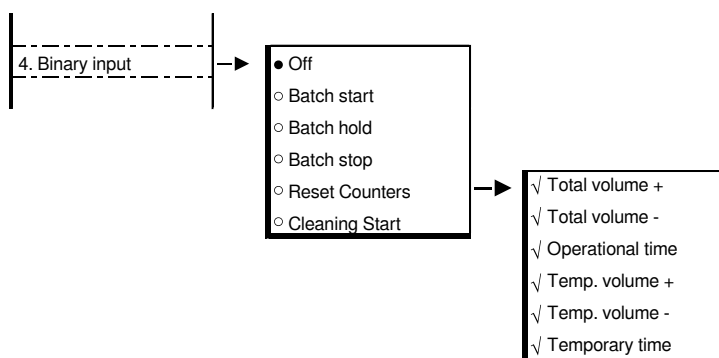 4. Binary input
● Off
○ Batch start
○ Batch hold
○ Batch stop
○ Reset Counters
○ Cleaning Start
√ Total volume +
√ Total volume -
√ Operational time
√ Temp. volume +
√ Temp. volume -
√ Temporary time